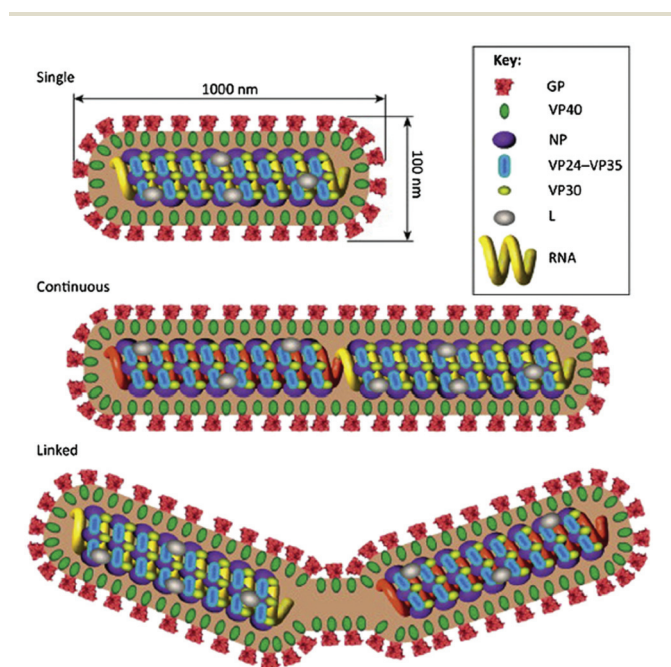 Single
1000 nm
100 nm
Key:
GP
VP40
NP
VP24–VP35
VP30
L
RNA
Continuous
Linked